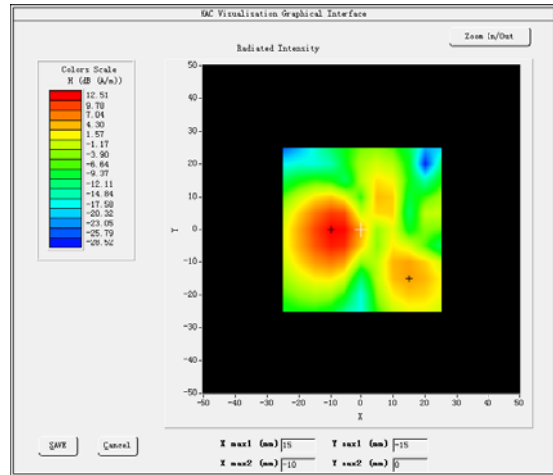 HAC Visualisation Graphical Interface
Zoom In/Out
Radiated Intensity
Colors Scale
H (dB (A/m))
12.51
9.78
7.04
4.30
1.57
-1.17
-3.90
-6.64
-9.37
-12.11
-14.84
-17.58
-20.32
-23.05
-25.79
-28.52
50
40
30
20
10
0
-10
-20
-30
-40
-50
Y
-50
-40
-30
-20
-10
0
10
20
30
40
50
X
SAVE
Cancel
X max1 (mm) 15
Y max1 (mm) -15
X max2 (mm) -10
Y max2 (mm) 0